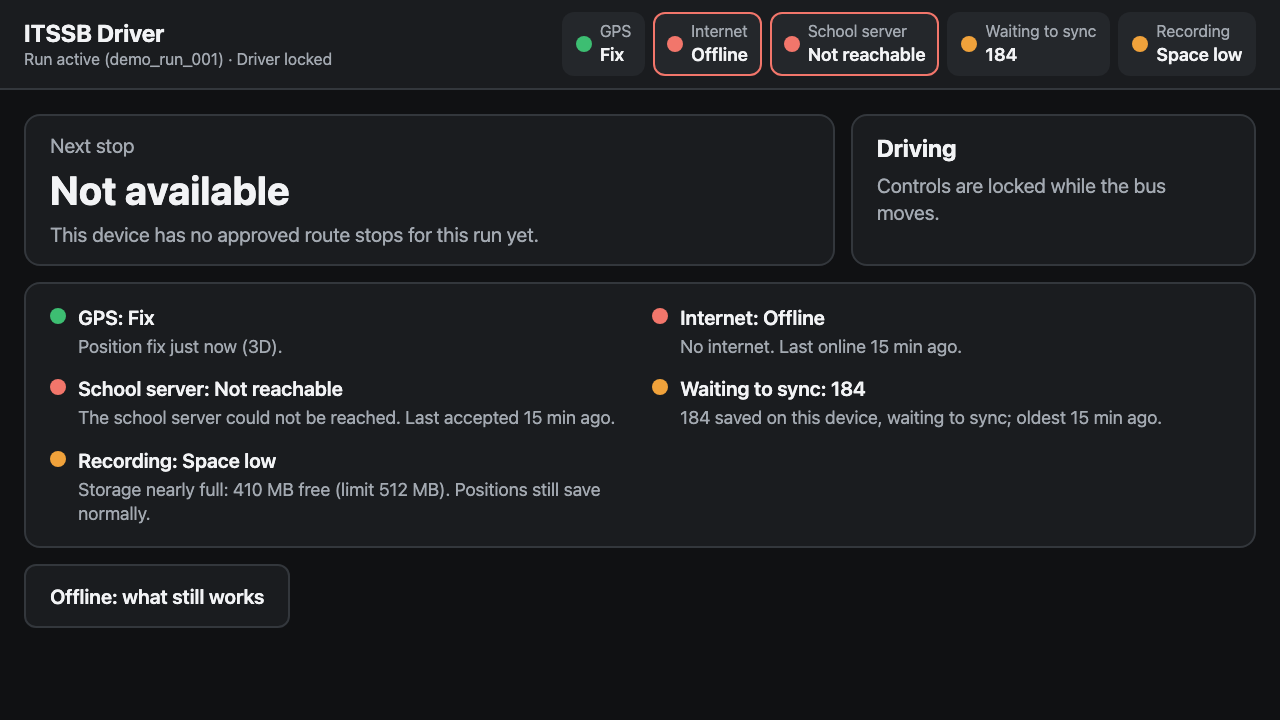 ITSSB Driver
Run active (demo_run_001) · Driver locked
GPS
Fix
Internet
Offline
School server
Not reachable
Waiting to sync
184
Recording
Space low
Next stop
Not available
This device has no approved route stops for this run yet.
Driving
Controls are locked while the bus
moves.
GPS: Fix
Position fix just now (3D).
Internet: Offline
No internet. Last online 15 min ago.
School server: Not reachable
The school server could not be reached. Last accepted 15 min ago.
Waiting to sync: 184
184 saved on this device, waiting to sync; oldest 15 min ago.
Recording: Space low
Storage nearly full: 410 MB free (limit 512 MB). Positions still save
normally.
Offline: what still works